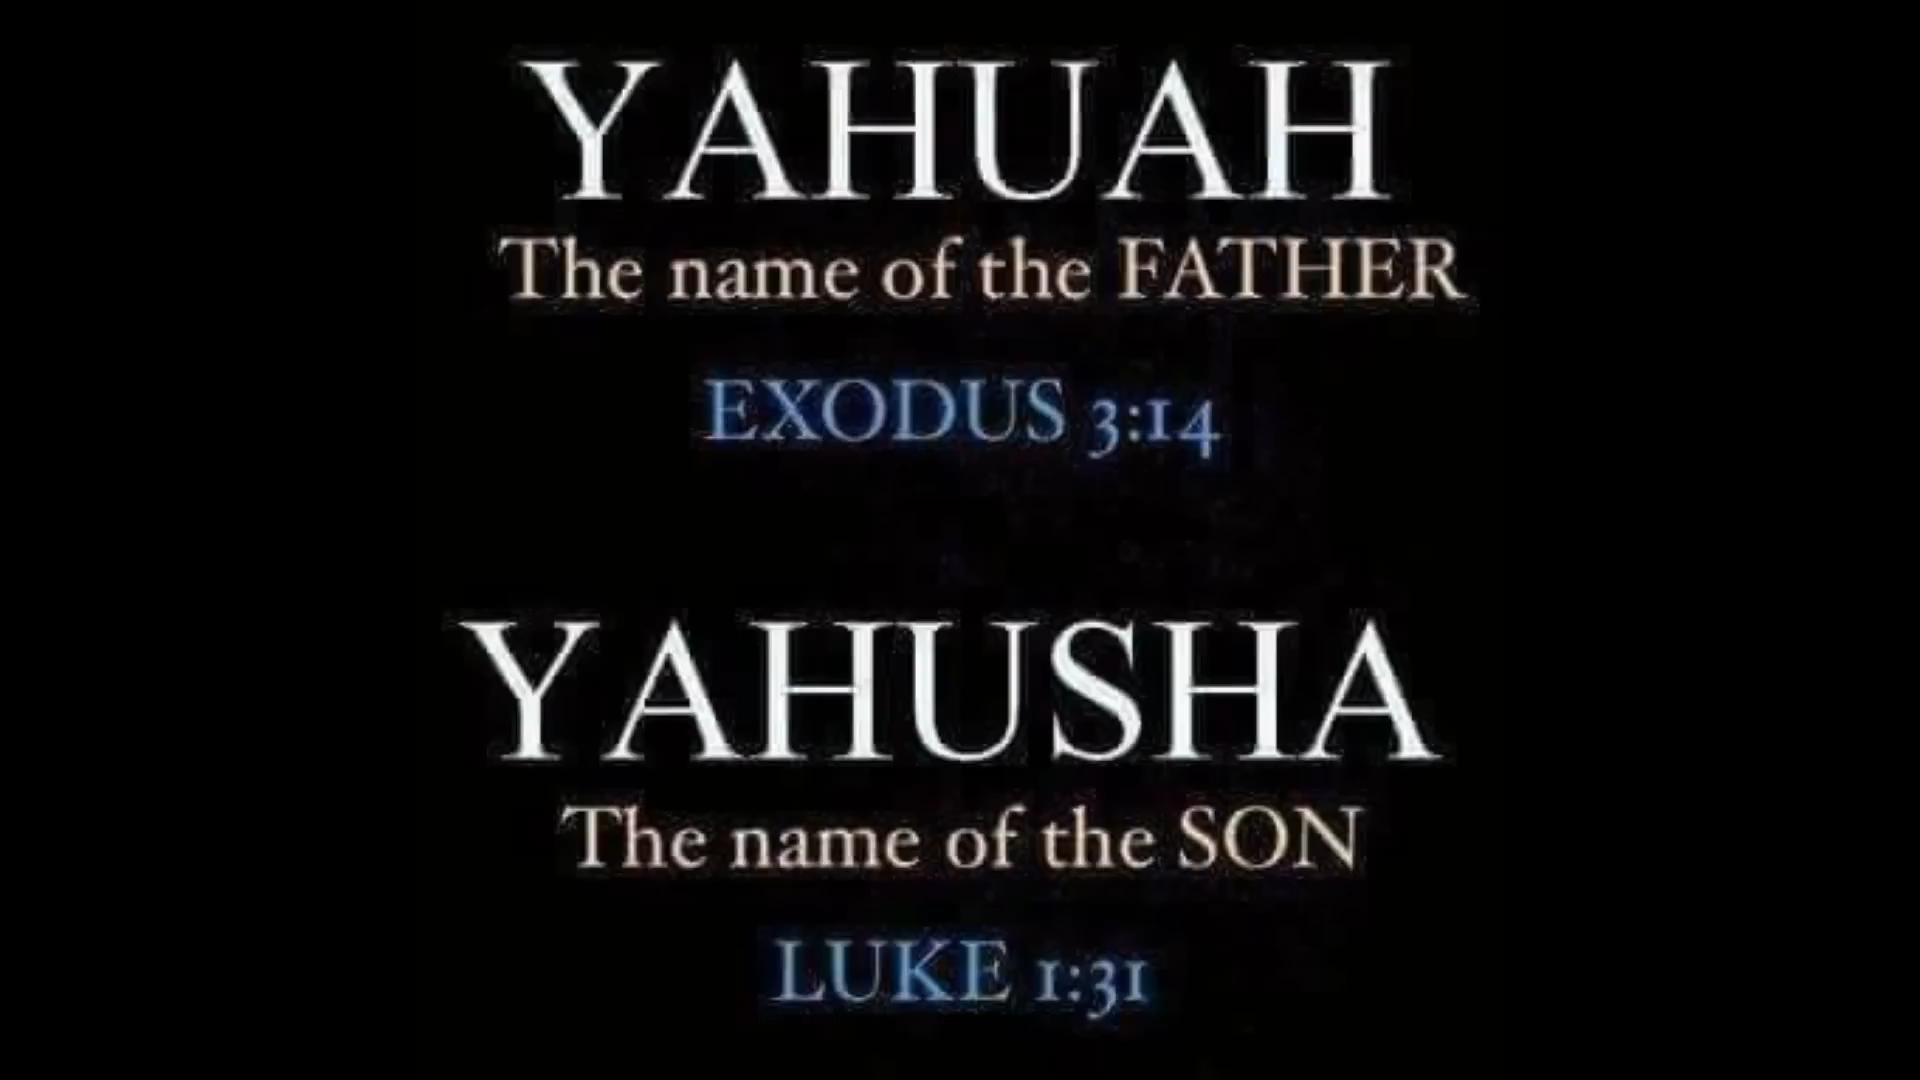 YAHUAH
The name of the FATHER
EXODUS 3:14
YAHUSHA
The name of the SON
LUKE 1:31